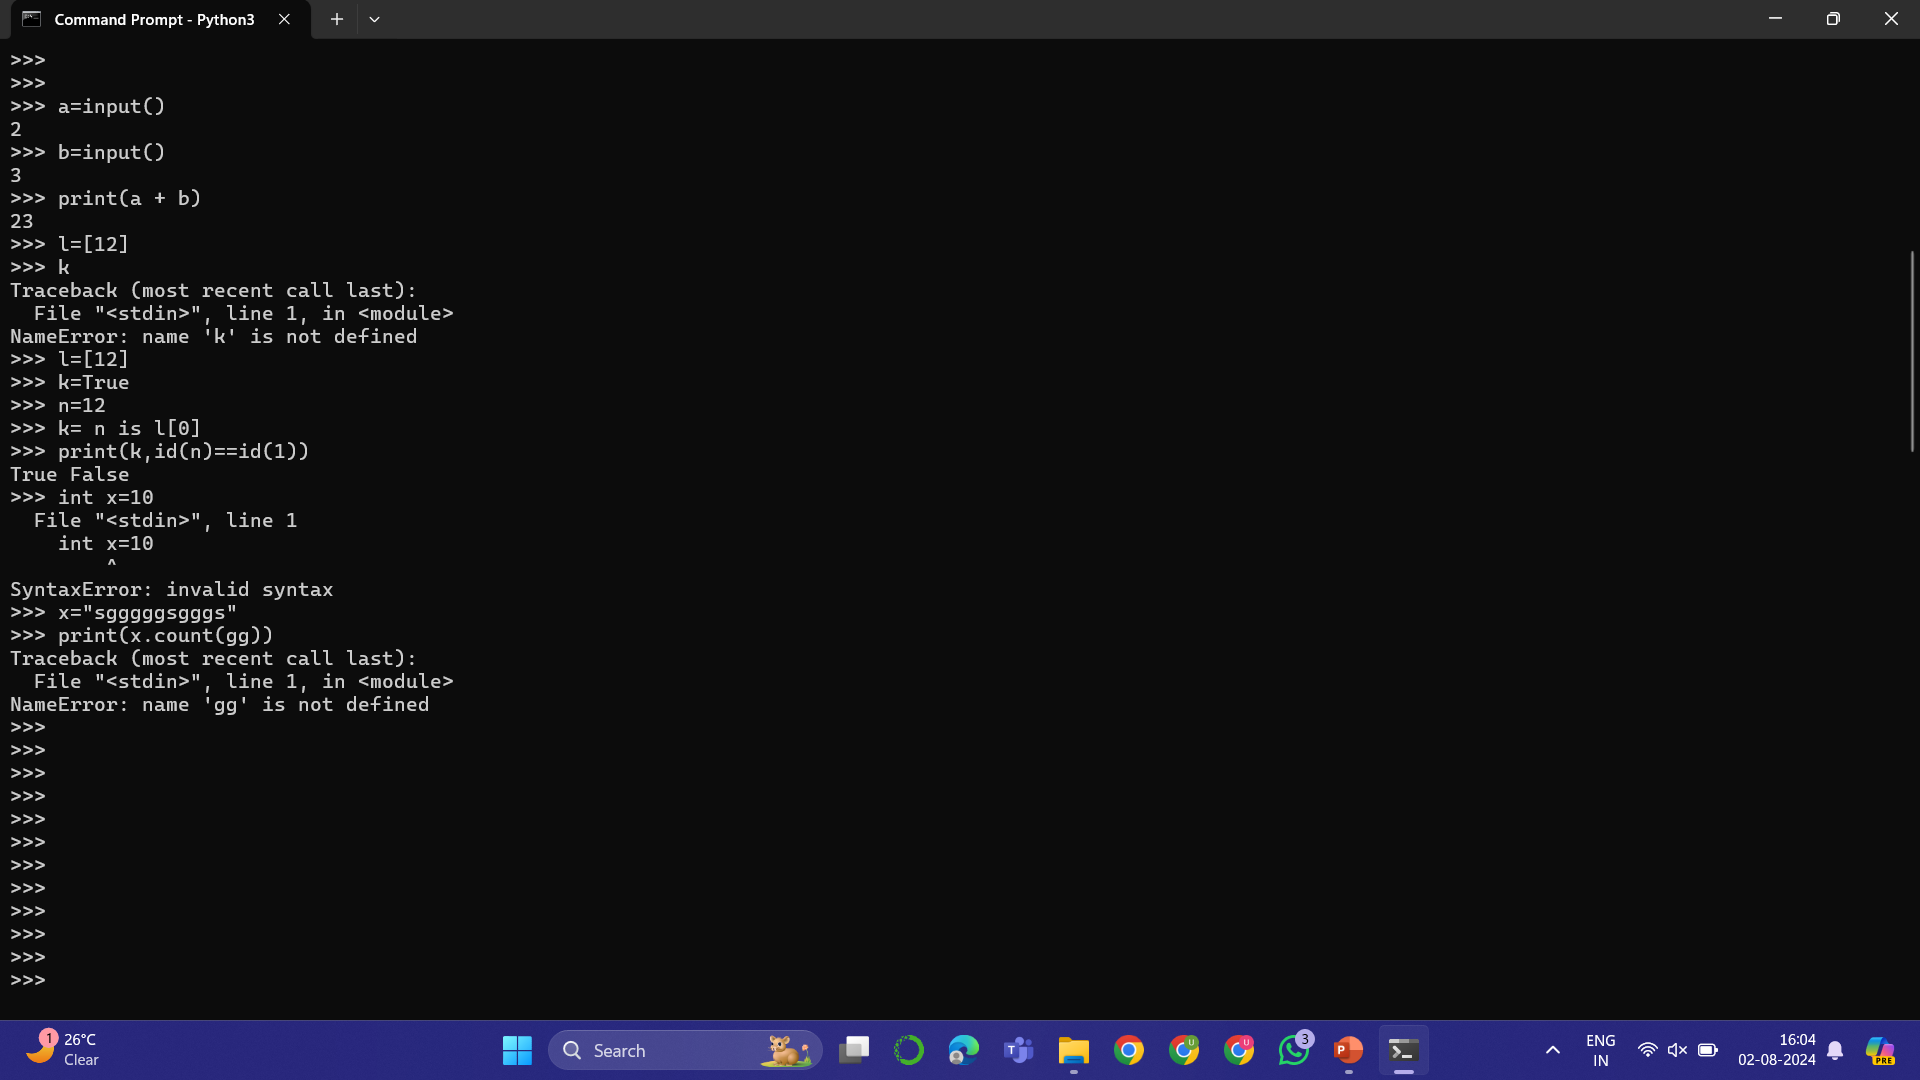 Command Prompt - Python3
>>>
>>>
>>> a=input()
2
>>> b=input()
3
>>> print(a + b)
23
>>> l=[12]
>>> k
Traceback (most recent call last):
  File "<stdin>", line 1, in <module>
NameError: name 'k' is not defined
>>> l=[12]
>>> k=True
>>> n=12
>>> k= n is l[0]
>>> print(k,id(n)==id(1))
True False
>>> int x=10
  File "<stdin>", line 1
    int x=10
        ^
SyntaxError: invalid syntax
>>> x="sgggggsgggs"
>>> print(x.count(gg))
Traceback (most recent call last):
  File "<stdin>", line 1, in <module>
NameError: name 'gg' is not defined
>>>
>>>
>>>
>>>
>>>
>>>
>>>
>>>
>>>
>>>
>>>
>>>
1
26°C
Clear
Search
T
U
U
3
P
ENG
IN
16:04
02-08-2024
PRE